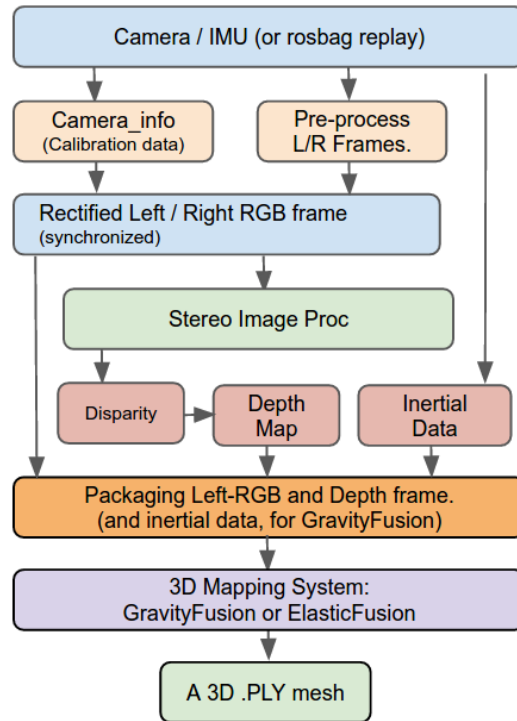 Camera / IMU (or rosbag replay)
Camera_info
(Calibration data)
Pre-process
L/R Frames.
Rectified Left / Right RGB frame
(synchronized)
Stereo Image Proc
Disparity
Depth
Map
Inertial
Data
Packaging Left-RGB and Depth frame.
(and inertial data, for GravityFusion)
3D Mapping System:
GravityFusion or ElasticFusion
A 3D .PLY mesh